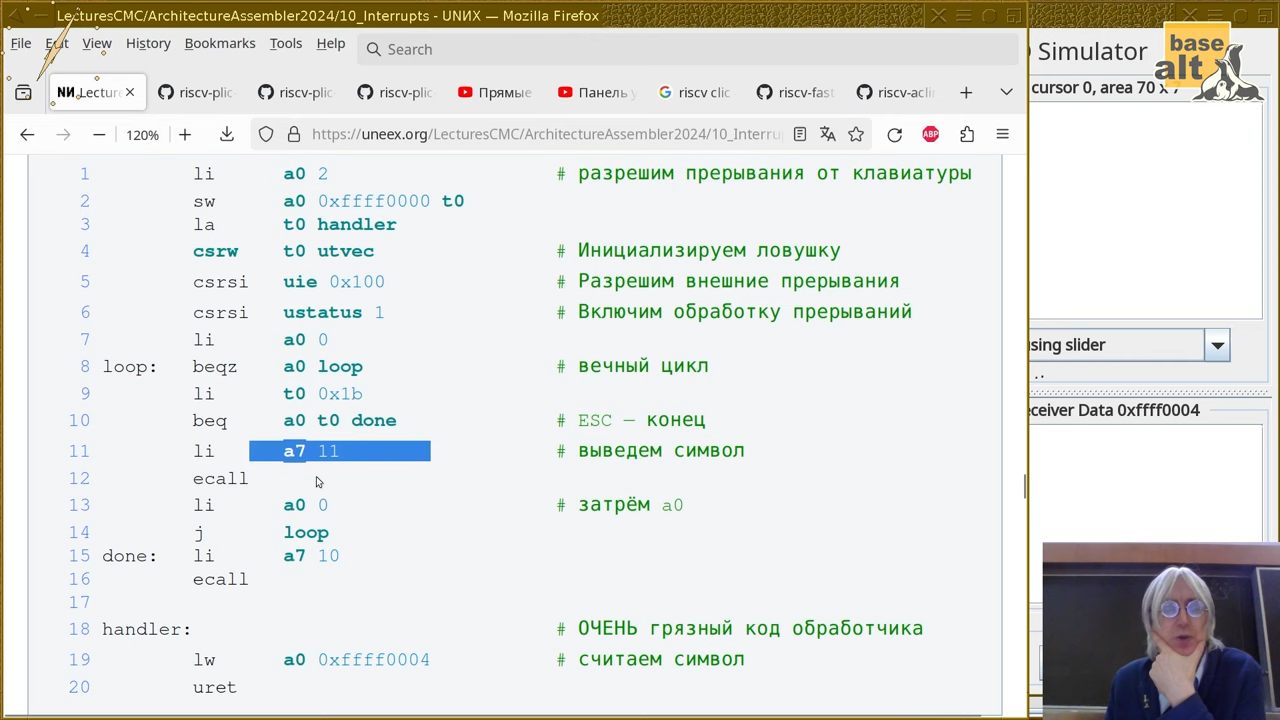 LecturesCMC/ArchitectureAssembler2024/10_Interrupts - UNИX — Mozilla Firefox
File Edit View History Bookmarks Tools Help
Search
Lecture
riscv-plic
riscv-plic
riscv-plic
Прямые
Панель у
riscv clic
riscv-fast
riscv-aclin
120%
https://uneex.org/LecturesCMC/ArchitectureAssembler2024/10_Interru
ABP
1 li a0 2 # разрешим прерывания от клавиатуры
2 sw a0 0xffff0000 t0
3 la t0 handler
4 csrw t0 utvec # Инициализируем ловушку
5 csrsi uie 0x100 # Разрешим внешние прерывания
6 csrsi ustatus 1 # Включим обработку прерываний
7 li a0 0
8 loop: beqz a0 loop # вечный цикл
9 li t0 0x1b
10 beq a0 t0 done # ESC — конец
11 li a7 11 # выведем символ
12 ecall
13 li a0 0 # затрём a0
14 j loop
15 done: li a7 10
16 ecall
17
18 handler: # ОЧЕНЬ грязный код обработчика
19 lw a0 0xffff0004 # считаем символ
20 uret
Simulator
cursor 0, area 70 x
using slider
ceiver Data 0xffff0004
base
alt